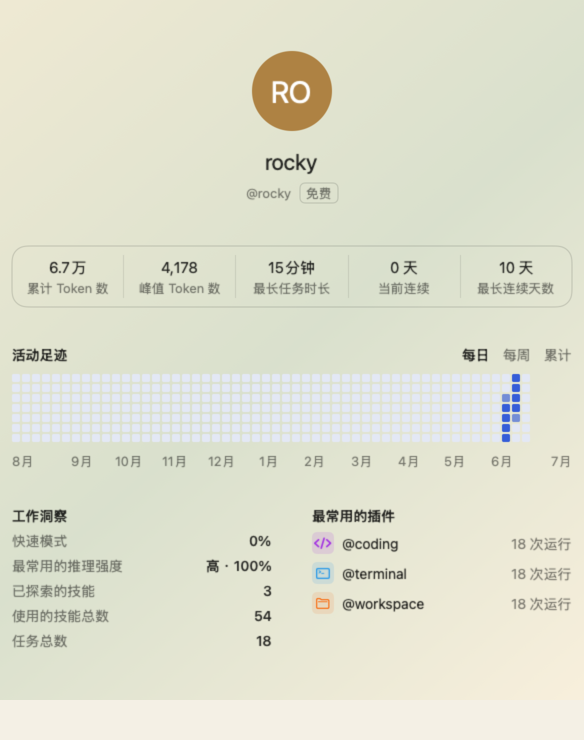 RO
rocky
@rocky 免费
6.7万 4,178 15分钟 0 天 10 天
累计 Token 数 峰值 Token 数 最长任务时长 当前连续 最长连续天数
活动足迹 每日 每周 累计
8月 9月 10月 11月 12月 1月 2月 3月 4月 5月 6月 7月
工作洞察
快速模式 0%
最常用的推理强度 高 · 100%
已探索的技能 3
使用的技能总数 54
任务总数 18
最常用的插件
@coding 18 次运行
@terminal 18 次运行
@workspace 18 次运行